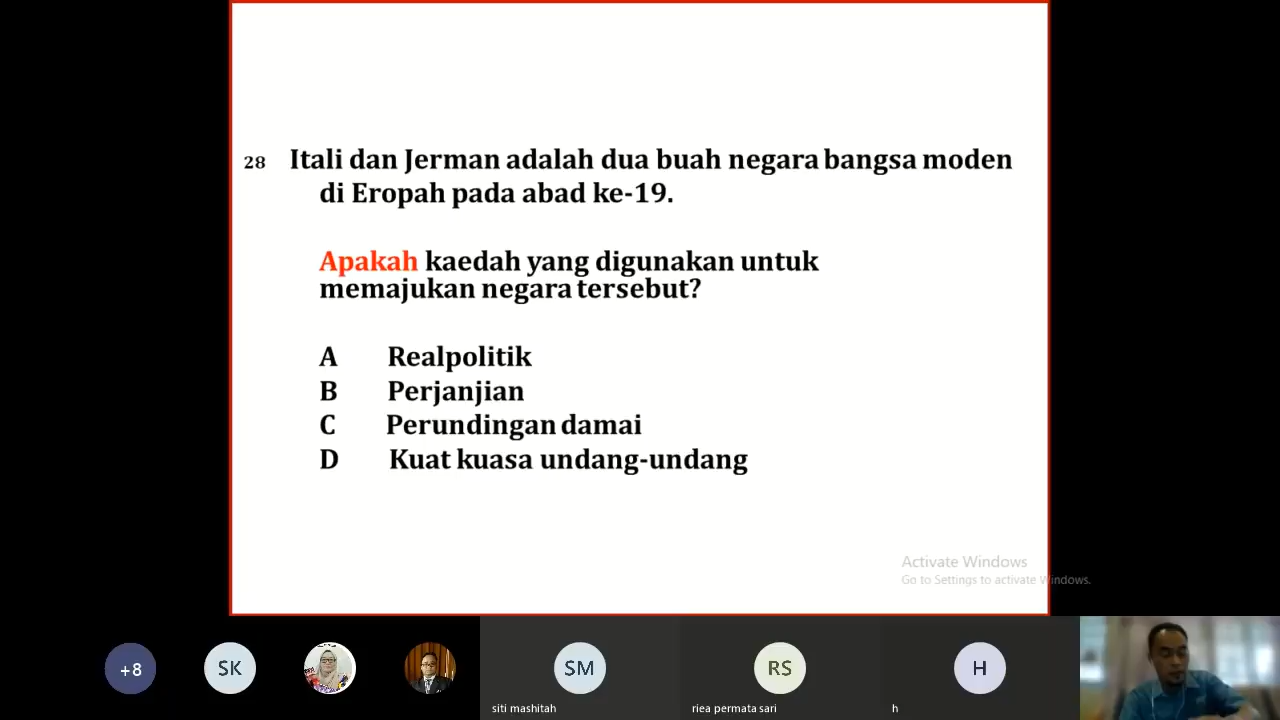 28 Itali dan Jerman adalah dua buah negara bangsa moden
di Eropah pada abad ke-19.
Apakah kaedah yang digunakan untuk
memajukan negara tersebut?
A Realpolitik
B Perjanjian
C Perundingan damai
D Kuat kuasa undang-undang
Activate Windows
Go to Settings to activate Windows.
+8
SK
SM
RS
H
siti mashitah
riea permata sari
h